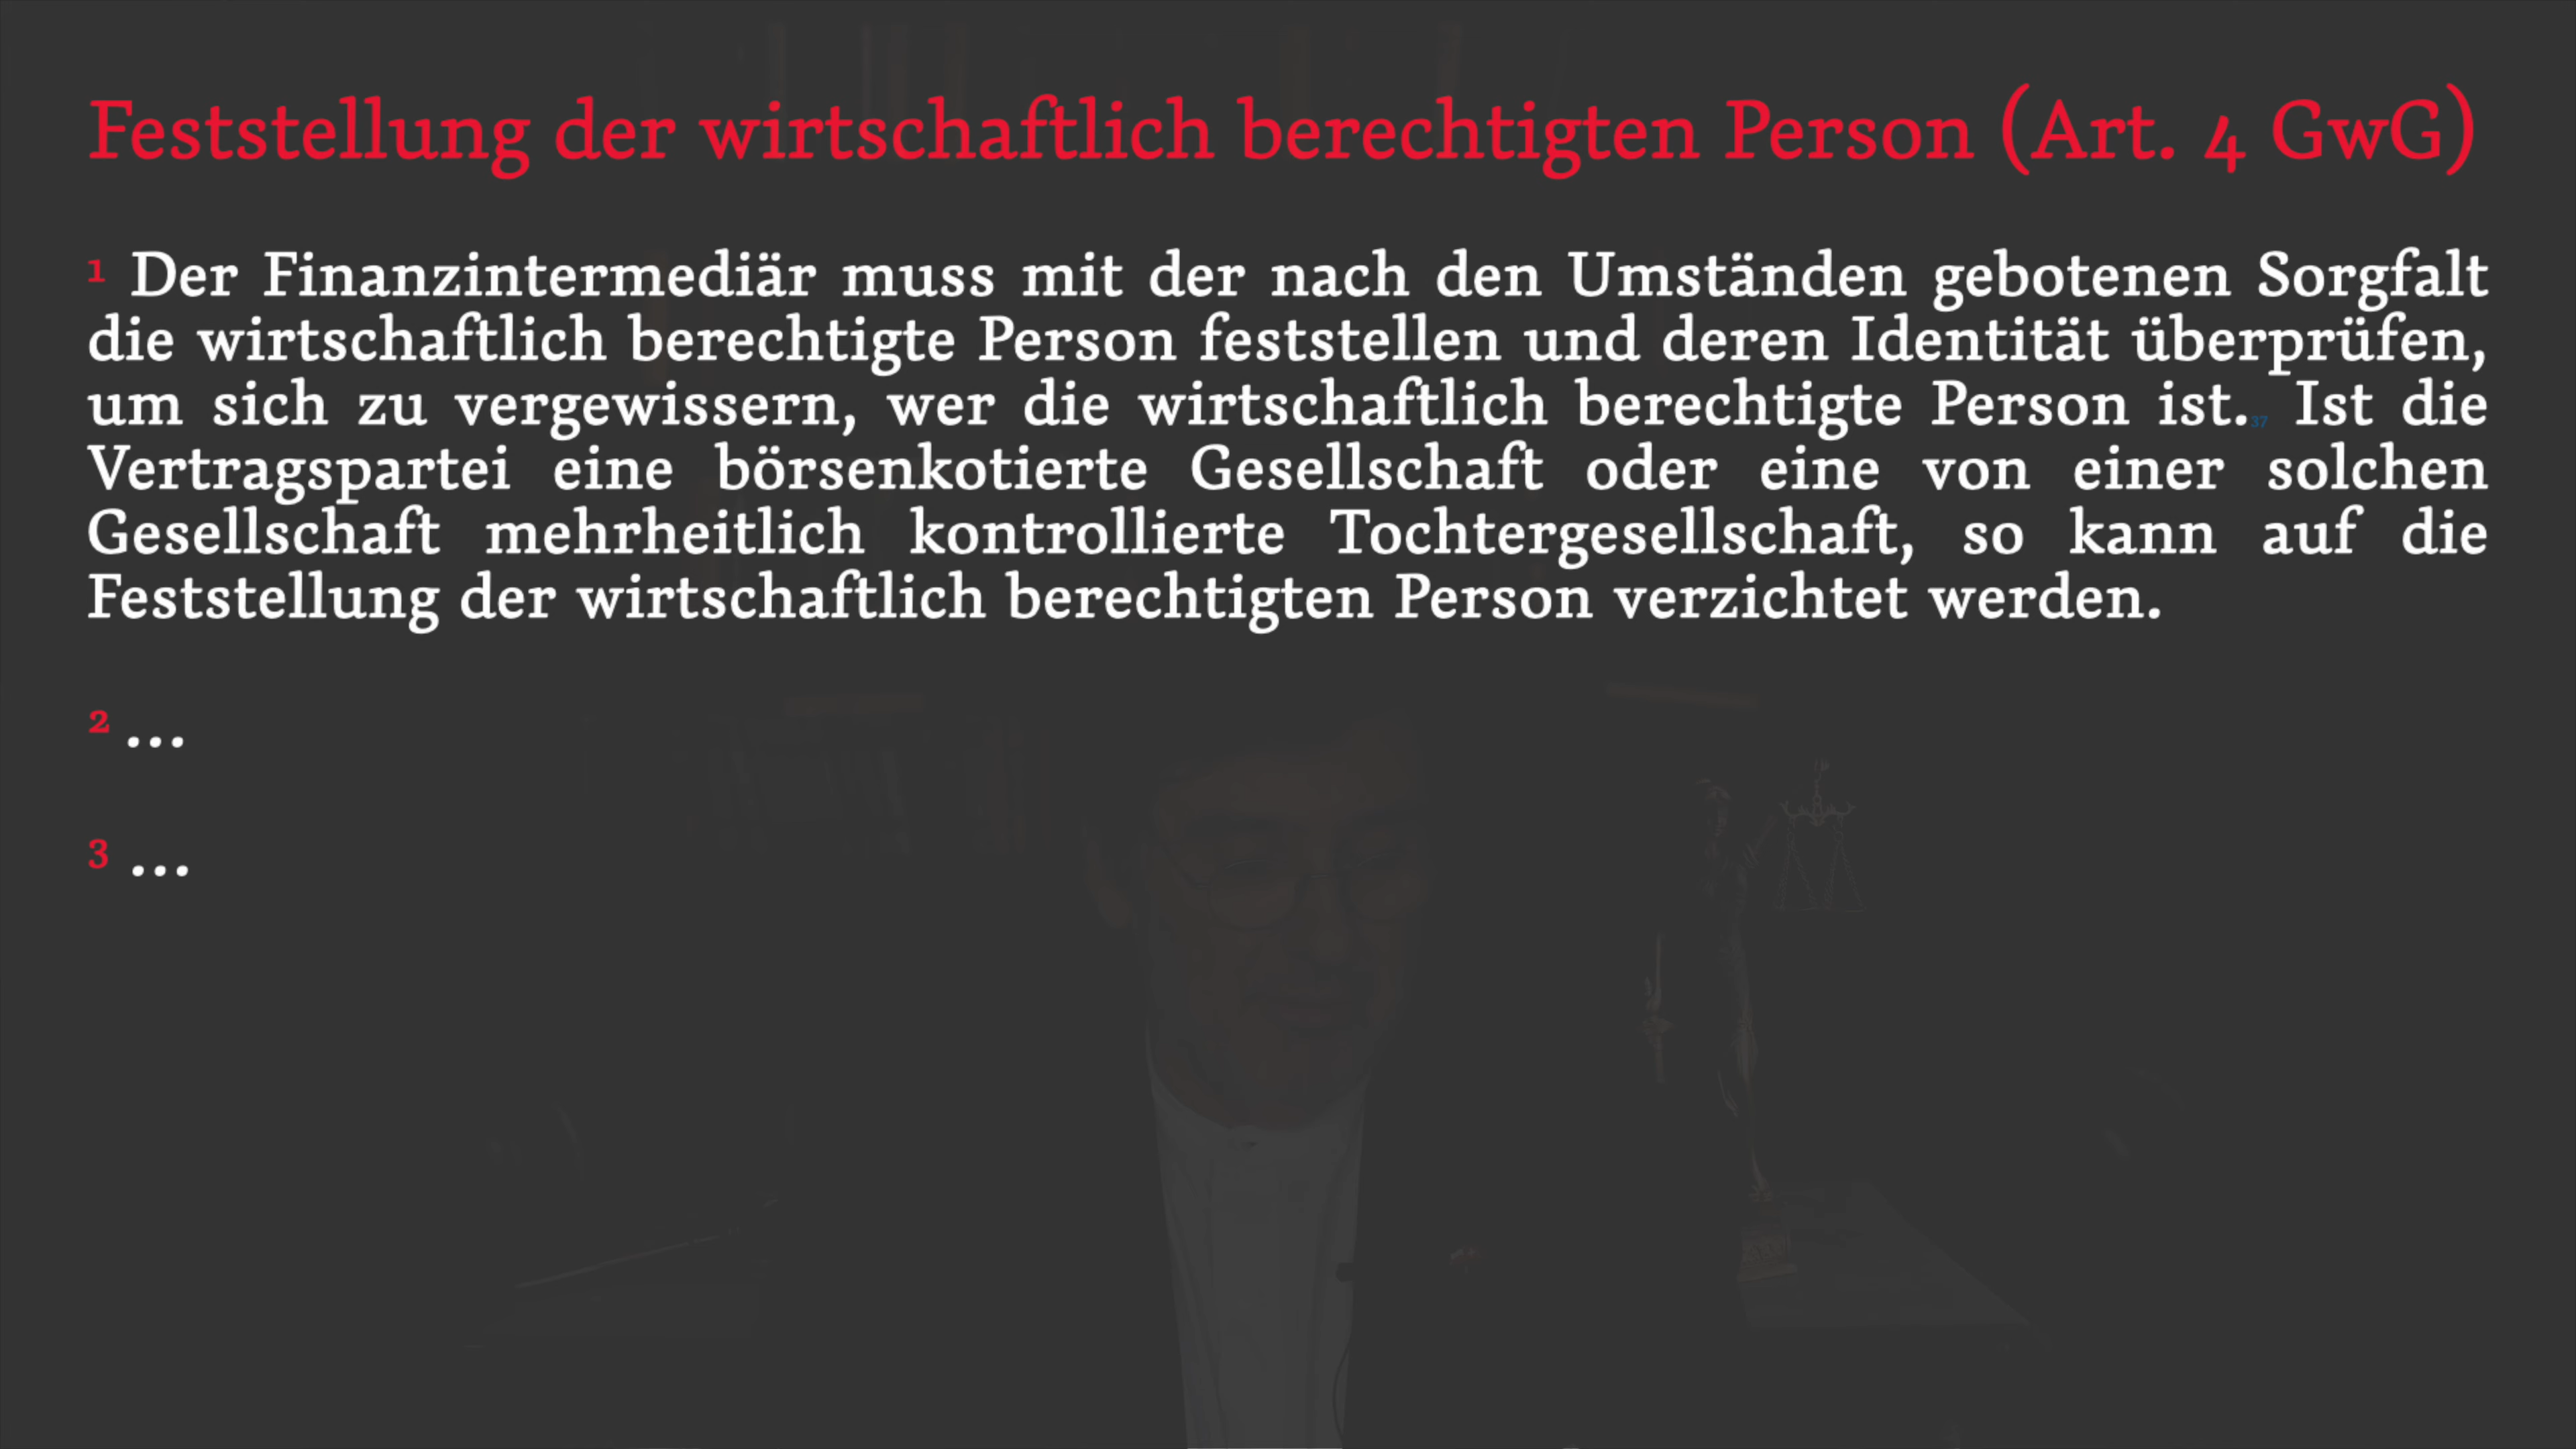 Feststellung der wirtschaftlich berechtigten Person (Art. 4 GwG)
1 Der Finanzintermediär muss mit der nach den Umständen gebotenen Sorgfalt
die wirtschaftlich berechtigte Person feststellen und deren Identität überprüfen,
um sich zu vergewissern, wer die wirtschaftlich berechtigte Person ist.37 Ist die
Vertragspartei eine börsenkotierte Gesellschaft oder eine von einer solchen
Gesellschaft mehrheitlich kontrollierte Tochtergesellschaft, so kann auf die
Feststellung der wirtschaftlich berechtigten Person verzichtet werden.
2 ...
3 ...